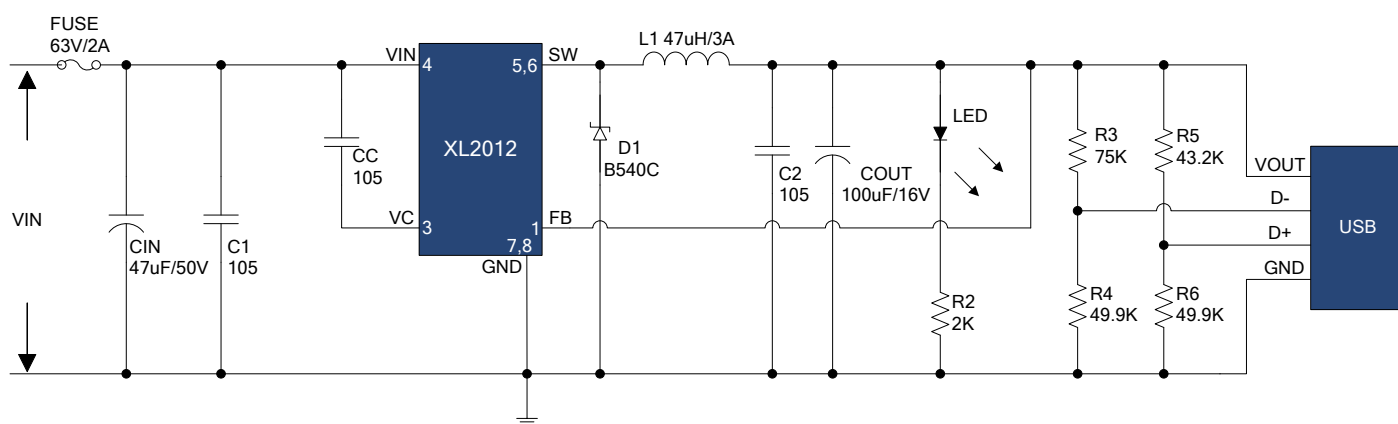 FUSE
63V/2A
VIN
CIN
47uF/50V
C1
105
CC
105
VIN
4
VC
3
XL2012
5,6
SW
1
FB
7,8
GND
L1 47uH/3A
D1
B540C
C2
105
COUT
100uF/16V
LED
R2
2K
R3
75K
R4
49.9K
R5
43.2K
R6
49.9K
VOUT
D-
D+
GND
USB